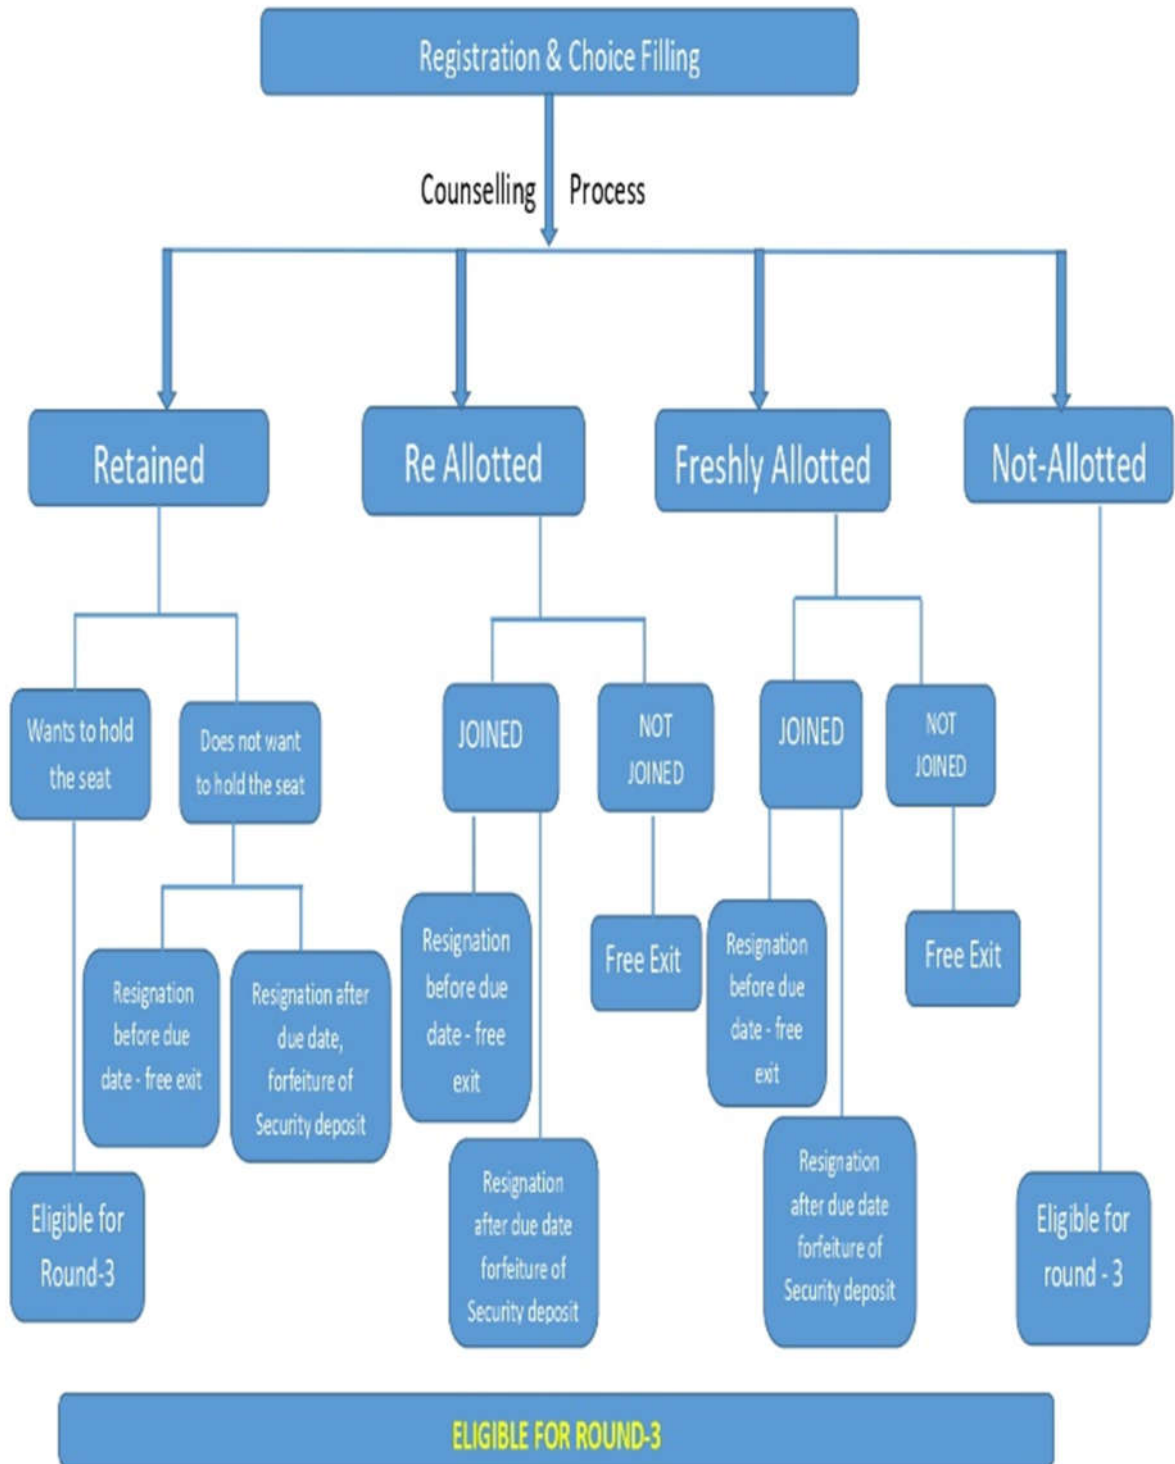 Registration & Choice Filling
Counselling Process
Retained
Re Allotted
Freshly Allotted
Not-Allotted
Wants to hold
the seat
Does not want
to hold the seat
JOINED
NOT
JOINED
JOINED
NOT
JOINED
Resignation
before due
date - free exit
Resignation after
due date,
forfeiture of
Security deposit
Resignation
before due
date - free
exit
Free Exit
Resignation
before due
date - free
exit
Free Exit
Eligible for
Round-3
Resignation
after due date
forfeiture of
Security deposit
Resignation
after due date
forfeiture of
Security deposit
Eligible for
round - 3
ELIGIBLE FOR ROUND-3